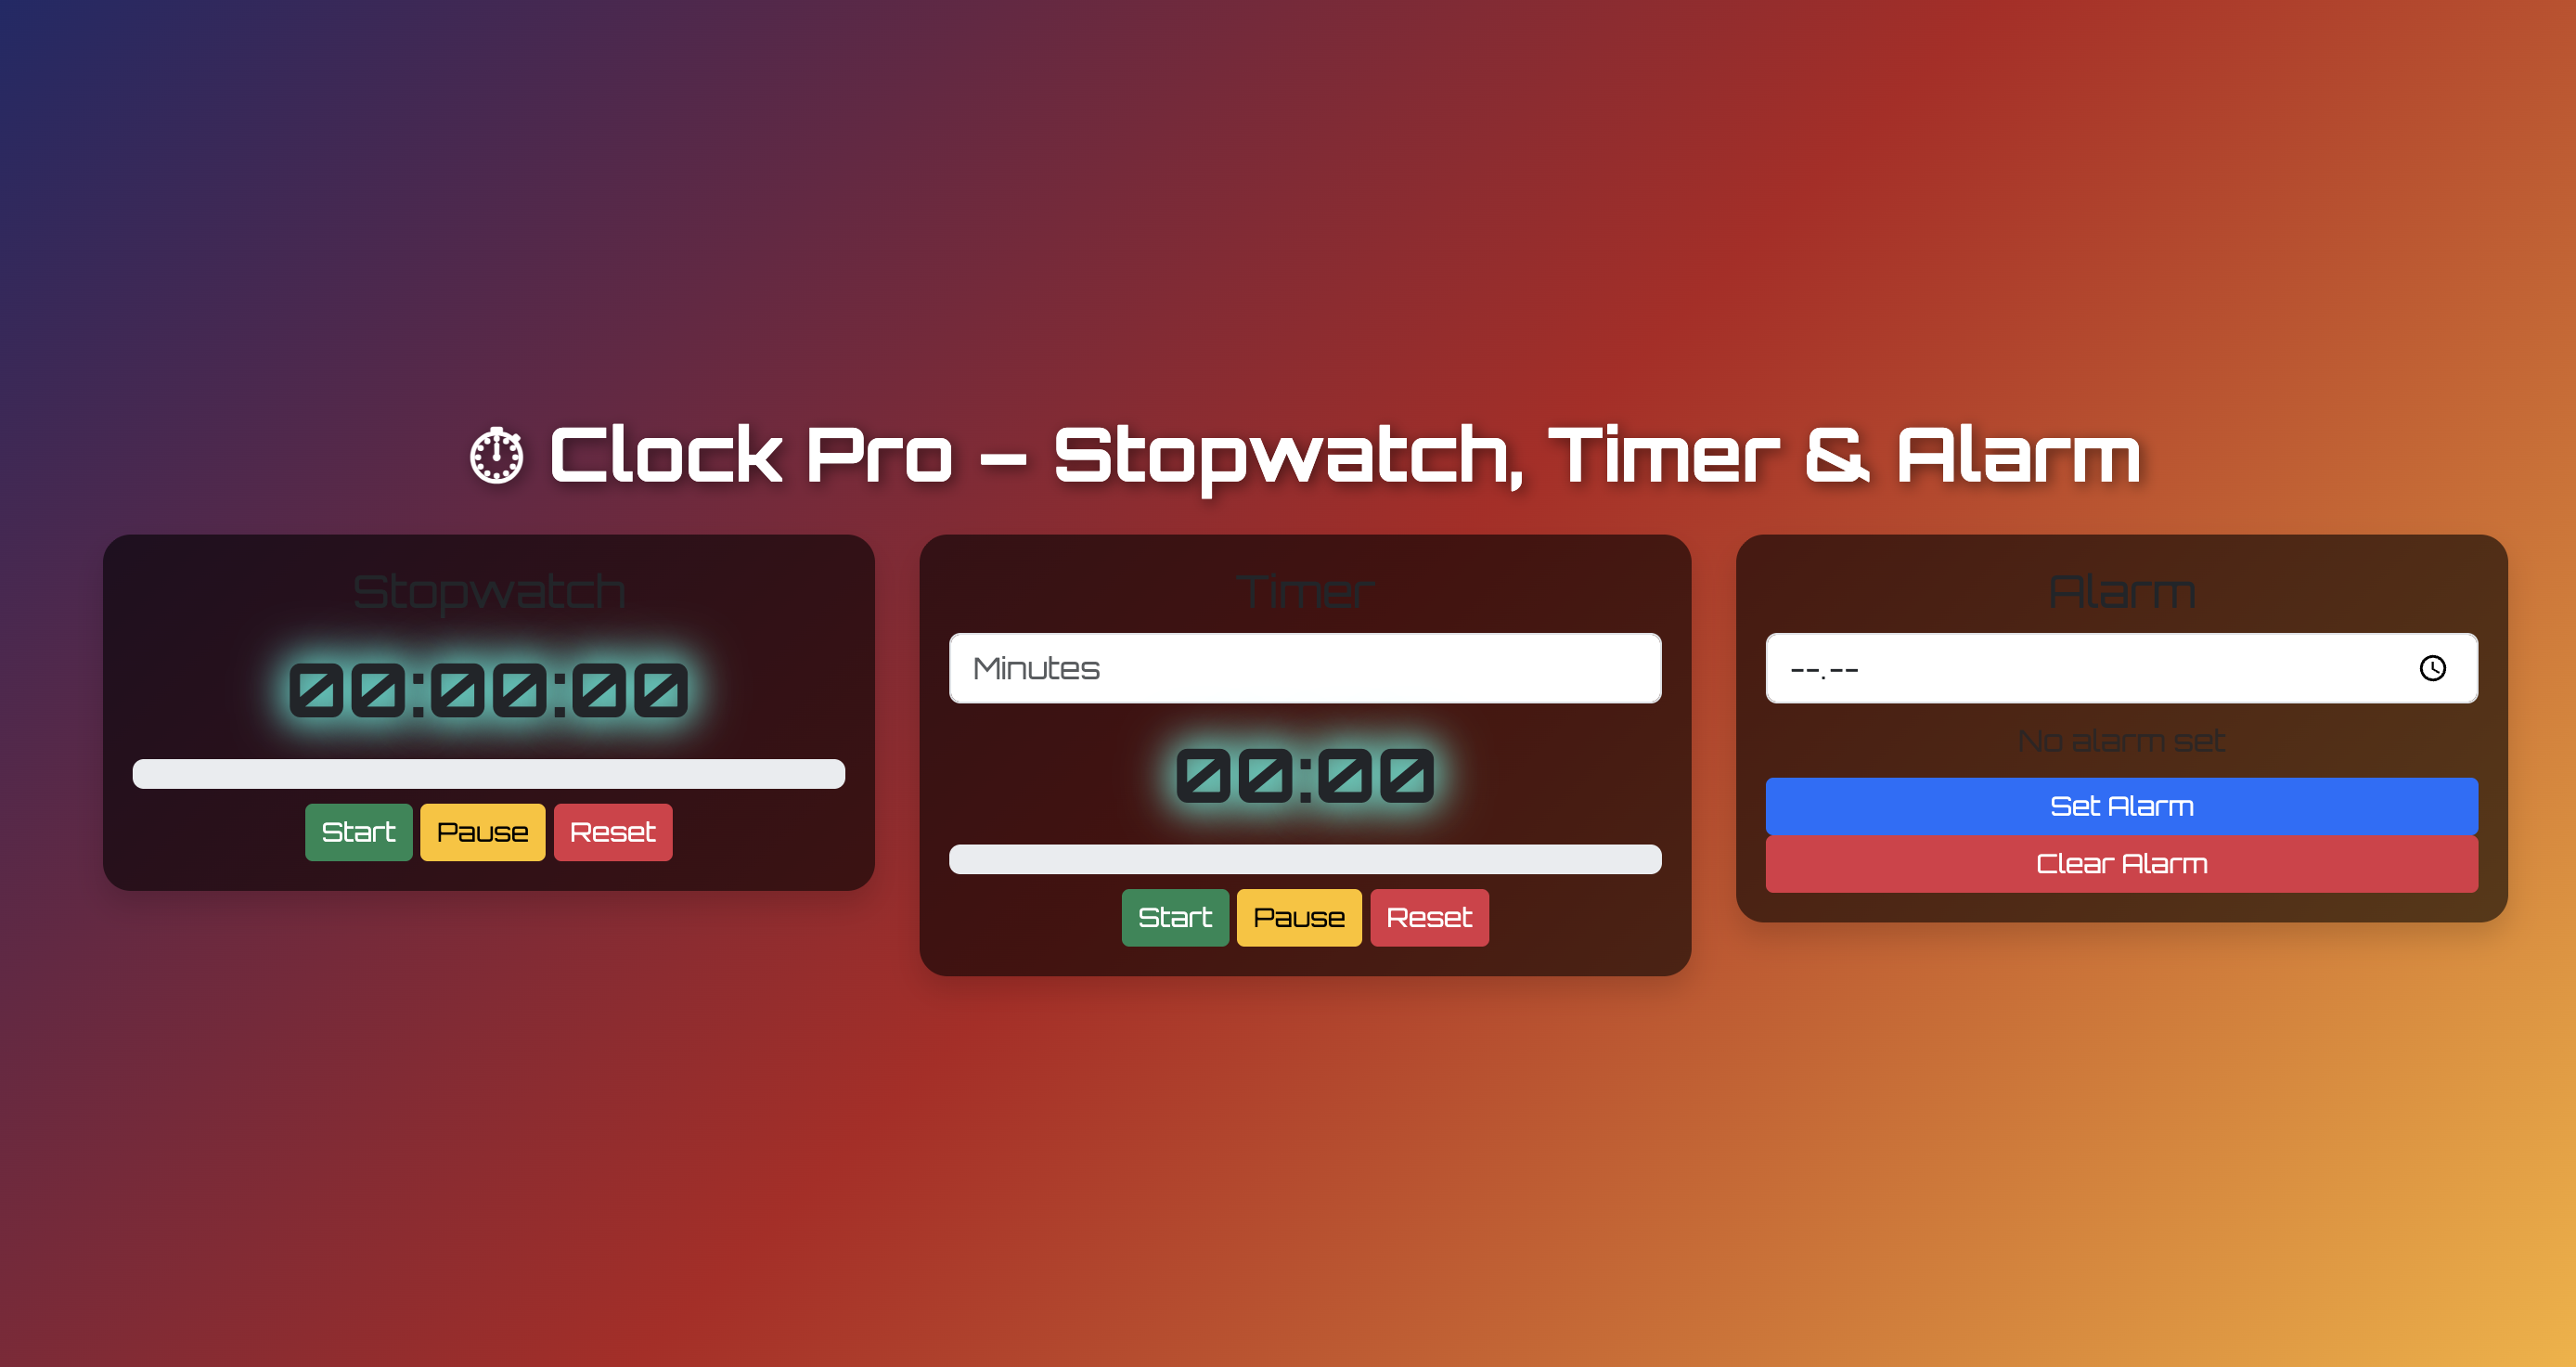 ⏱ Clock Pro – Stopwatch, Timer & Alarm
Stopwatch
00:00:00
Start Pause Reset
Timer
Minutes
00:00
Start Pause Reset
Alarm
--.--
No alarm set
Set Alarm
Clear Alarm